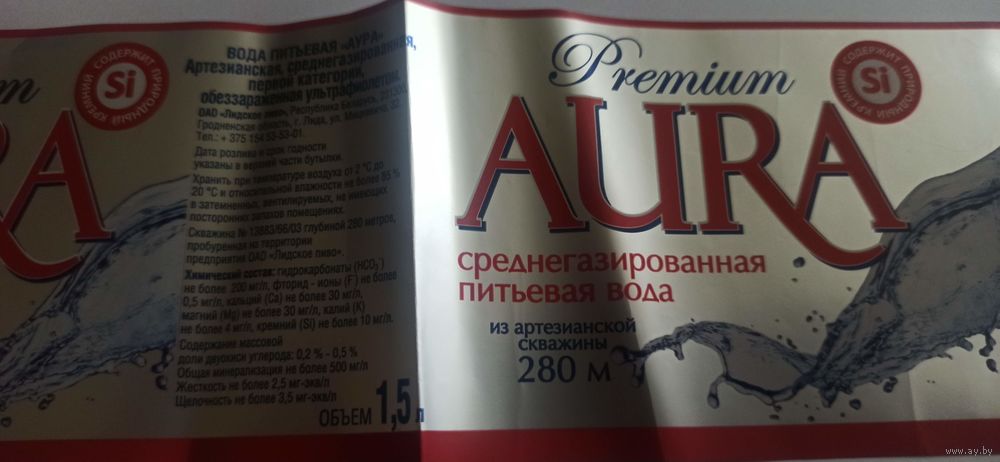 m
RA
СОДЕРЖИТ ПРИРОДНЫЙ КРЕМНИЙ
Si
ВОДА ПИТЬЕВАЯ «АУРА»
Артезианская, среднегазированная,
первой категории,
обеззараженная ультрафиолетом.
ОАО «Лидское пиво», Республика Беларусь, 231300,
Гродненская область, г. Лида, ул. Мицкевича, 32.
Тел.: + 375 154 53-53-01.
Дата розлива и срок годности
указаны в верхней части бутылки.
Хранить при температуре воздуха от 2 °С до
20 °С и относительной влажности не более 85 %
в затемненных, вентилируемых, не имеющих
посторонних запахов помещениях.
Скважина № 13883/96/03 глубиной 280 метров,
пробуренная на территории
предприятия ОАО «Лидское пиво».
Химический состав: гидрокарбонаты (HCO₃⁻)
не более 200 мг/л, фторид - ионы (F⁻) не более
0,5 мг/л, кальций (Ca) не более 30 мг/л,
магний (Mg) не более 30 мг/л, калий (K)
не более 4 мг/л, кремний (Si) не более 10 мг/л.
Содержание массовой
доли двуокиси углерода: 0,2 % - 0,5 %
Общая минерализация не более 500 мг/л
Жесткость не более 2,5 мг-экв/л
Щелочность не более 3,5 мг-экв/л
ОБЪЕМ 1,5 л
Premium
AURA
СОДЕРЖИТ ПРИРОДНЫЙ КРЕМНИЙ
Si
среднегазированная
питьевая вода
из артезианской
скважины
280 м
www.ay.by